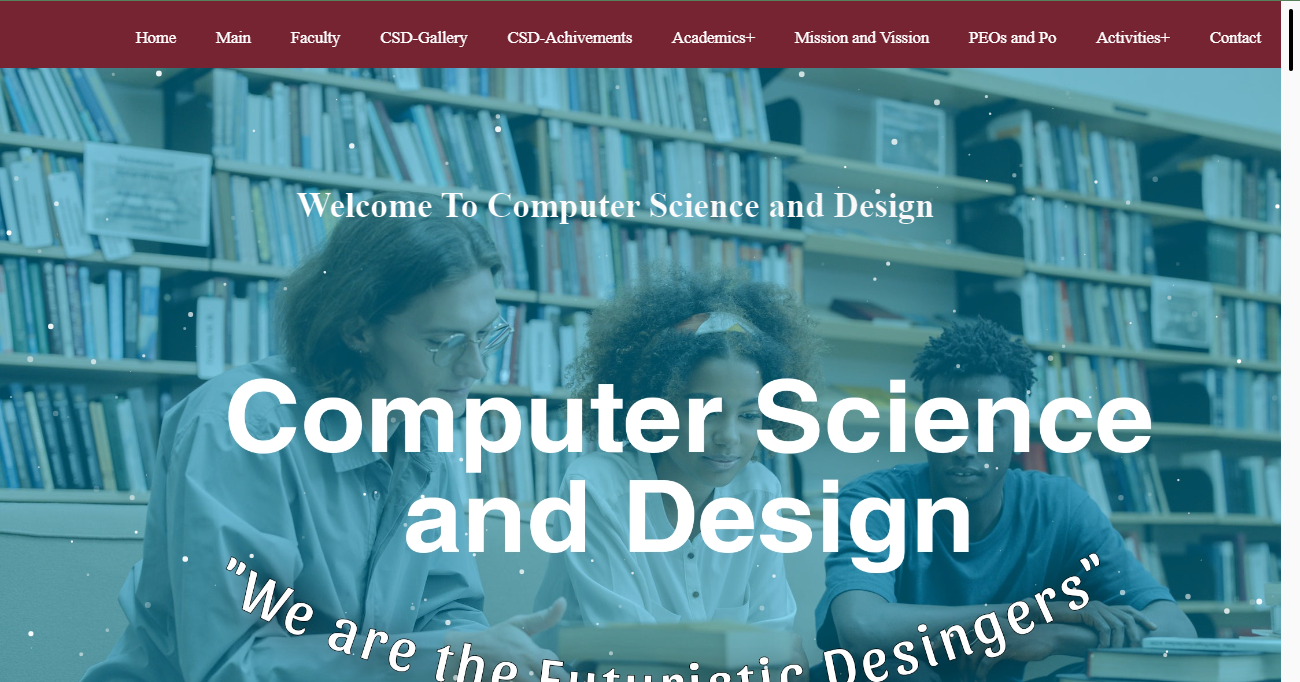 Home Main Faculty CSD-Gallery CSD-Achivements Academics+ Mission and Vission PEOs and Po Activities+ Contact
Welcome To Computer Science and Design
Computer Science
and Design
"We are the Futuristic Desingers"